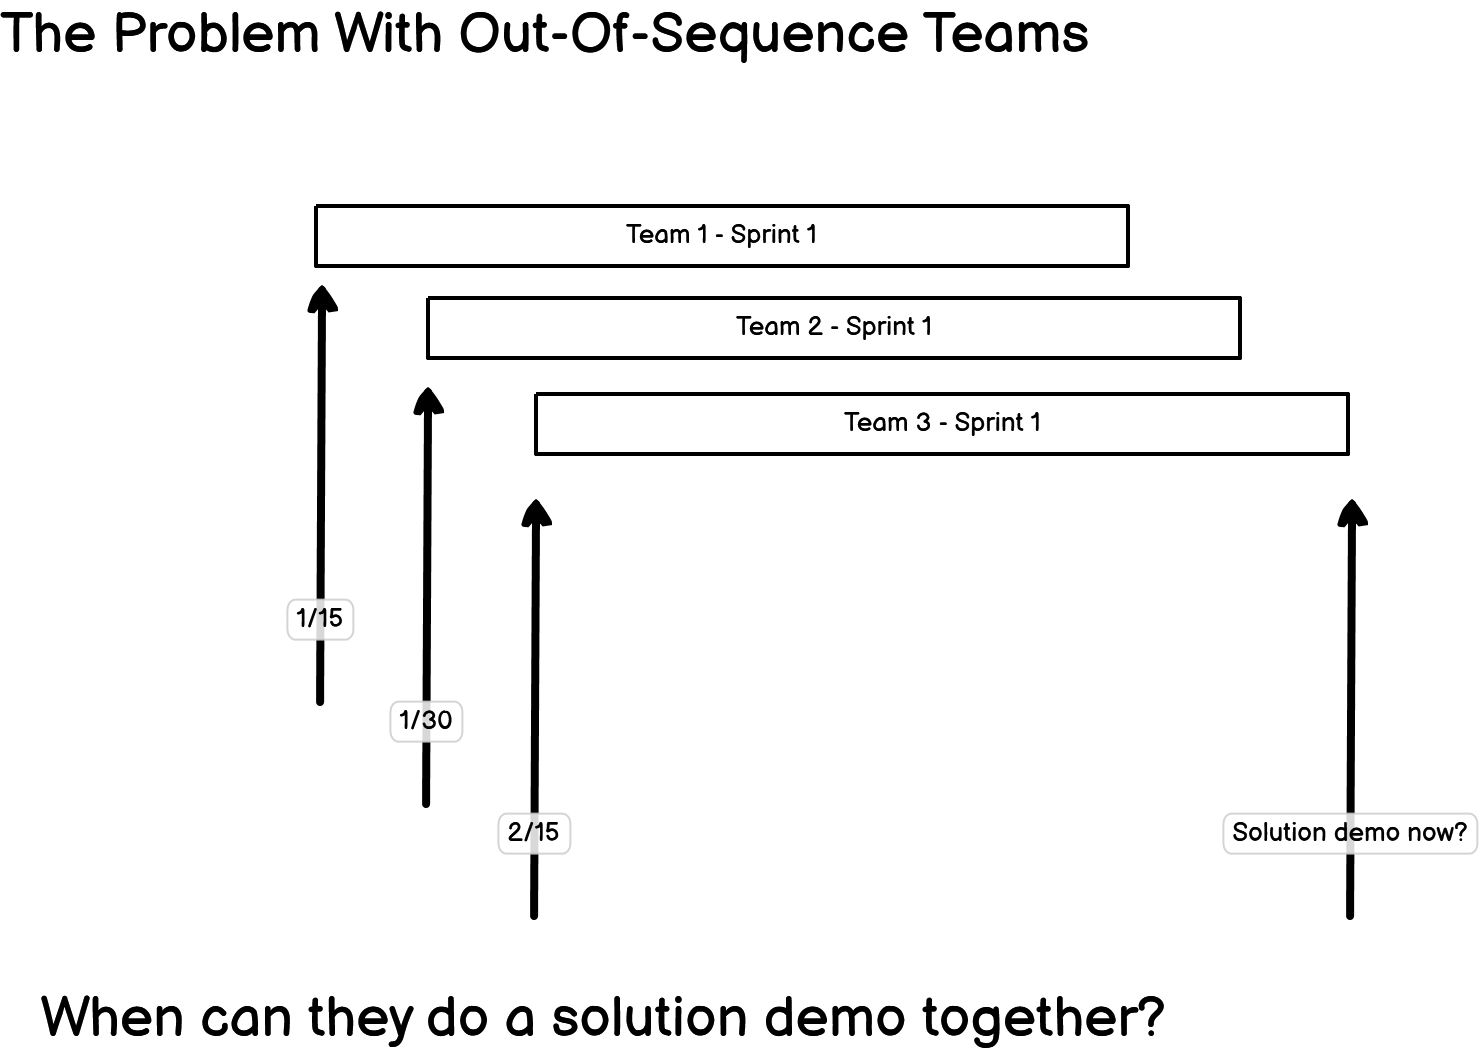 The Problem With Out-Of-Sequence Teams
Team 1 - Sprint 1
Team 2 - Sprint 1
Team 3 - Sprint 1
1/15
1/30
2/15
Solution demo now?
When can they do a solution demo together?